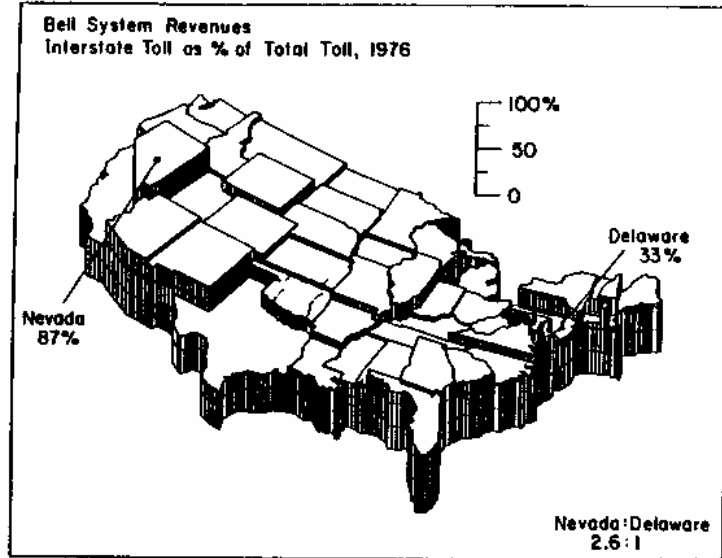 Bell System Revenues
Interstate Toll as % of Total Toll, 1976
100%
50
0
Delaware
33%
Nevada
87%
Nevada:Delaware
2.6:1